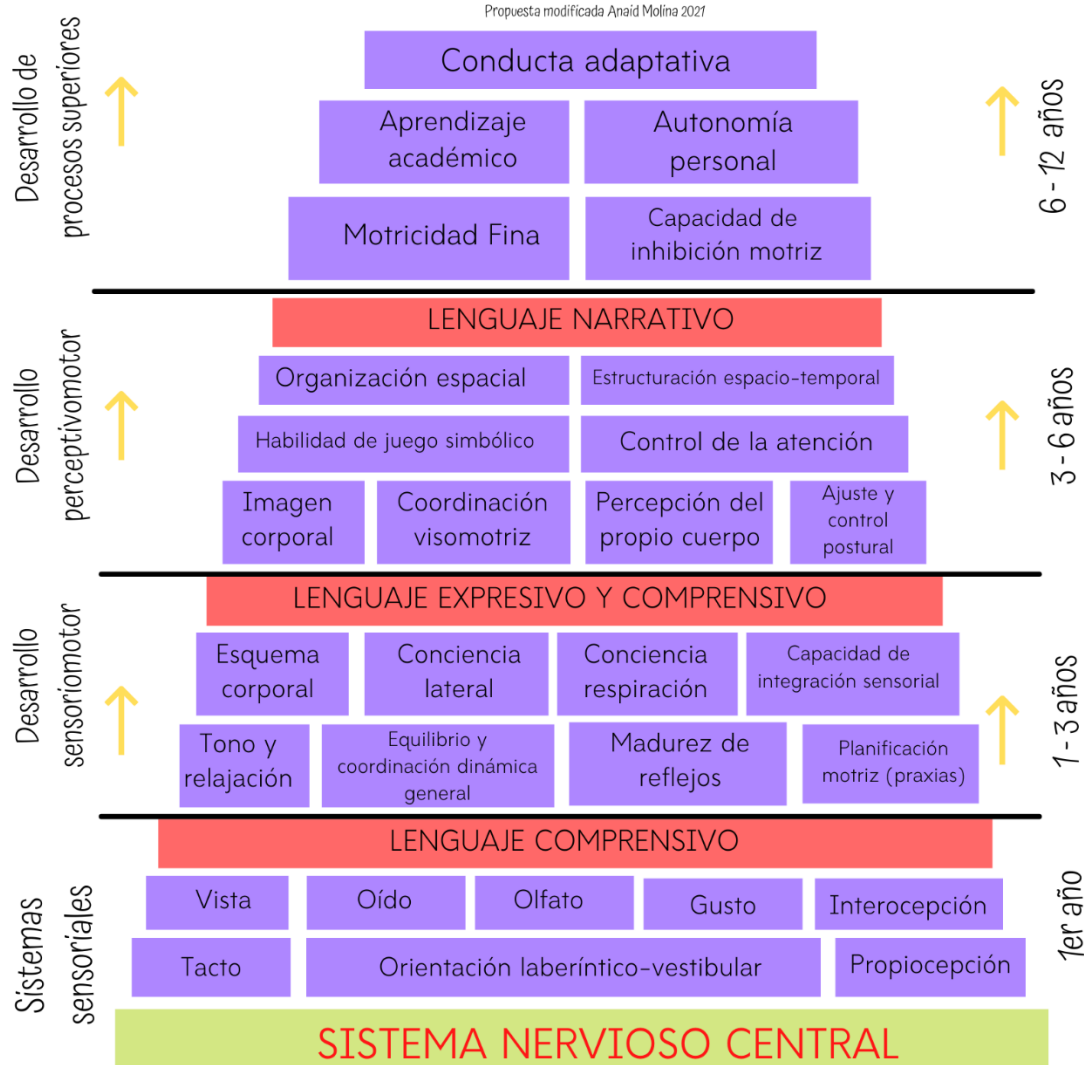 Propuesta modificada Anaid Molina 2021
Desarrollo de
procesos superiores
Conducta adaptativa
Aprendizaje
académico
Autonomía
personal
Motricidad Fina
Capacidad de
inhibición motriz
6 - 12 años
Desarrollo
perceptivomotor
LENGUAJE NARRATIVO
Organización espacial
Estructuración espacio-temporal
Habilidad de juego simbólico
Control de la atención
Imagen
corporal
Coordinación
visomotriz
Percepción del
propio cuerpo
Ajuste y
control
postural
3 - 6 años
Desarrollo
sensoriomotor
LENGUAJE EXPRESIVO Y COMPRENSIVO
Esquema
corporal
Conciencia
lateral
Conciencia
respiración
Capacidad de
integración sensorial
Tono y
relajación
Equilibrio y
coordinación dinámica
general
Madurez de
reflejos
Planificación
motriz (praxias)
1 - 3 años
Sistemas
sensoriales
LENGUAJE COMPRENSIVO
Vista
Oído
Olfato
Gusto
Interocepción
Tacto
Orientación laberíntico-vestibular
Propiocepción
1er año
SISTEMA NERVIOSO CENTRAL